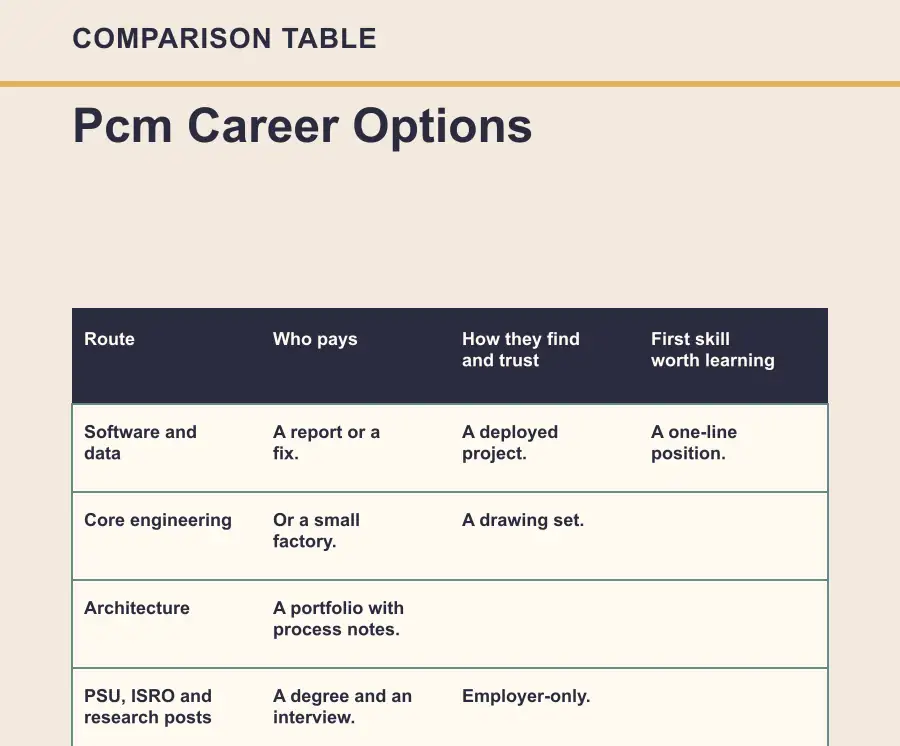 COMPARISON TABLE
Pcm Career Options
Route
Who pays
How they find
and trust
First skill
worth learning
Software and
data
A report or a
fix.
A deployed
project.
A one-line
position.
Core engineering
Or a small
factory.
A drawing set.
Architecture
A portfolio with
process notes.
PSU, ISRO and
research posts
A degree and an
interview.
Employer-only.